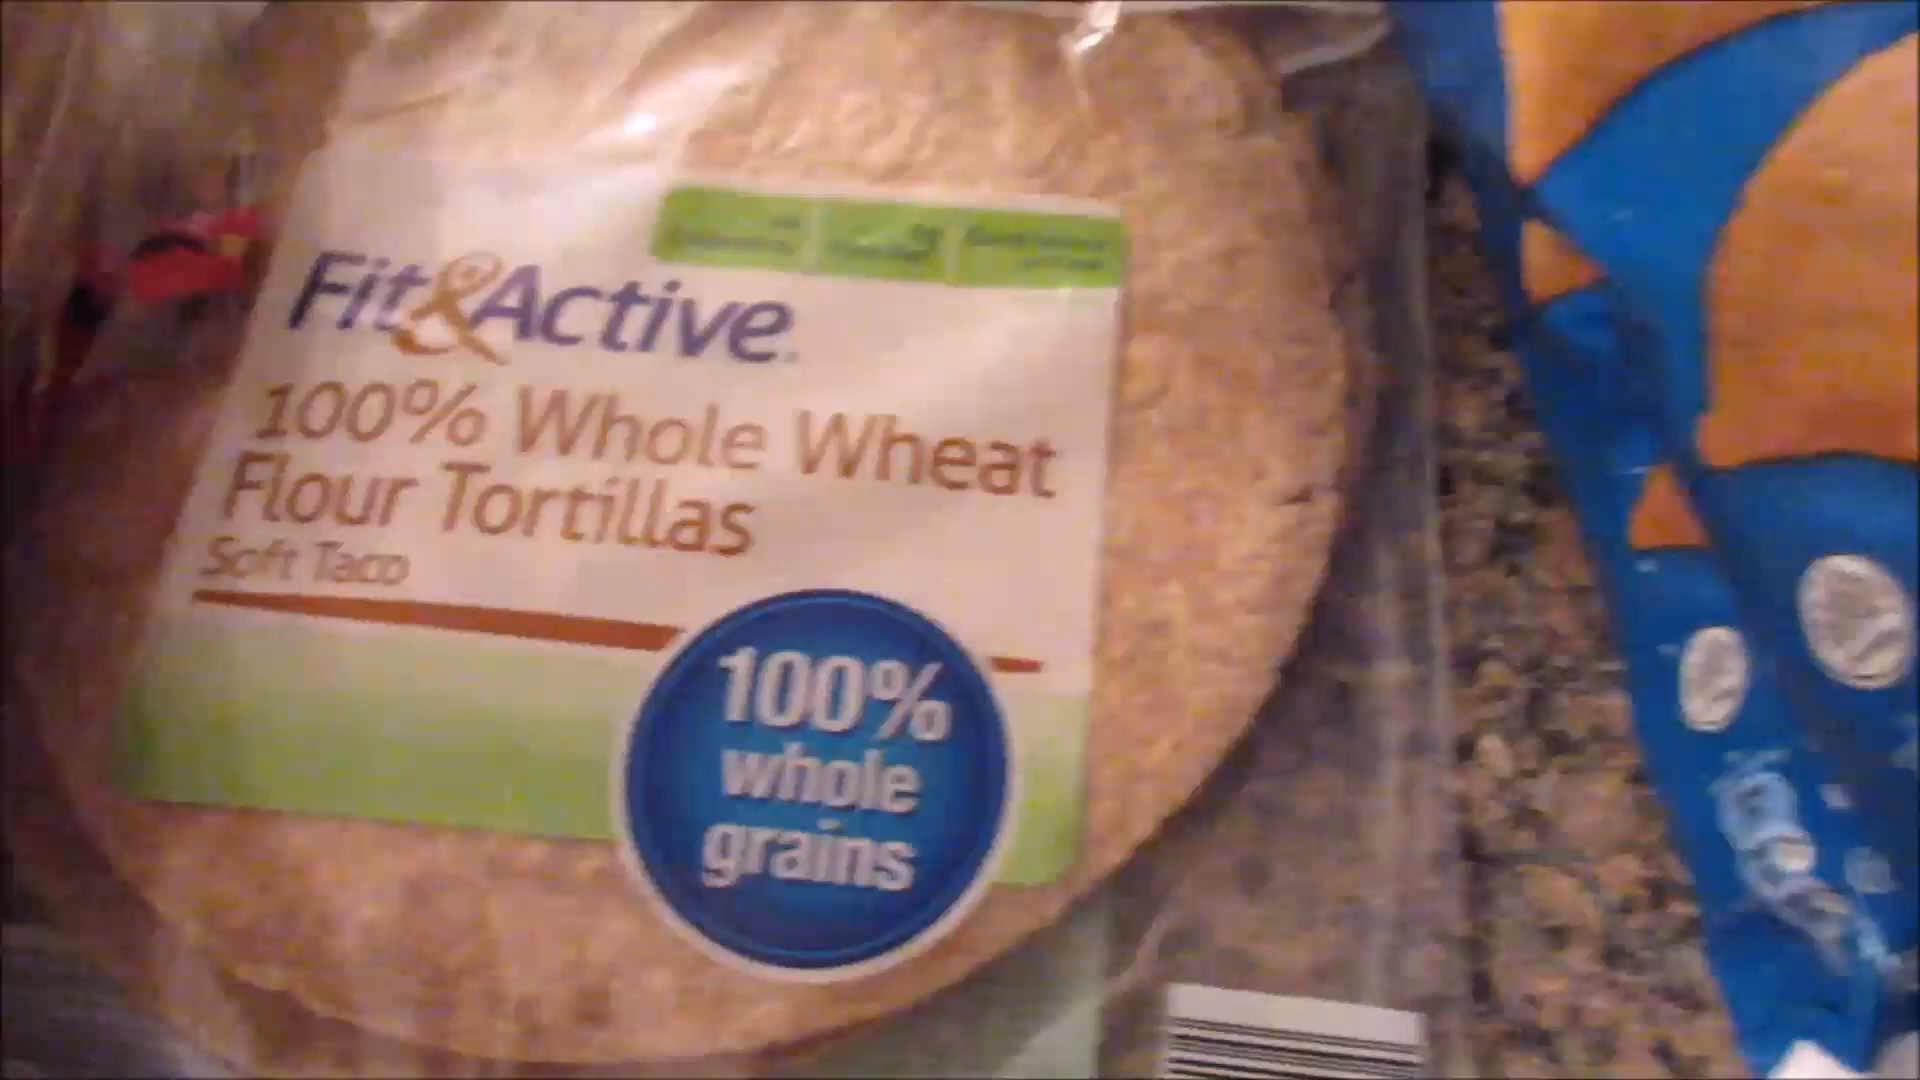 Fit&Active
100% Whole Wheat
Flour Tortillas
Soft Taco
100%
whole
grains